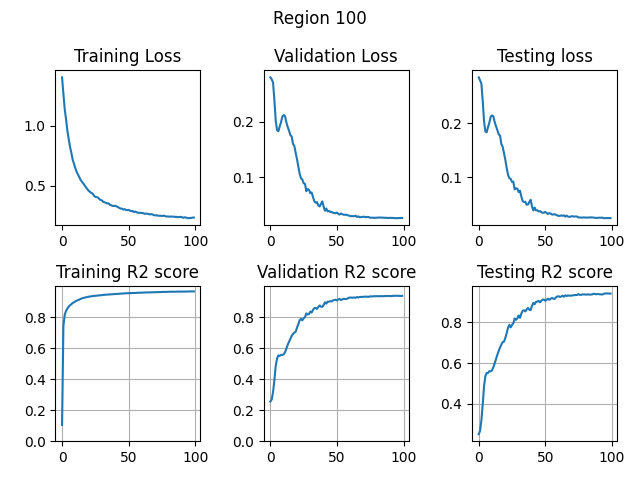 Region 100
Training Loss
Validation Loss
Testing loss
1.0
0.5
0 50 100
0.2
0.1
0 50 100
0.2
0.1
0 50 100
Training R2 score
Validation R2 score
Testing R2 score
0.8
0.6
0.4
0.2
0.0
0 50 100
0.8
0.6
0.4
0.2
0.0
0 50 100
0.8
0.6
0.4
0 50 100